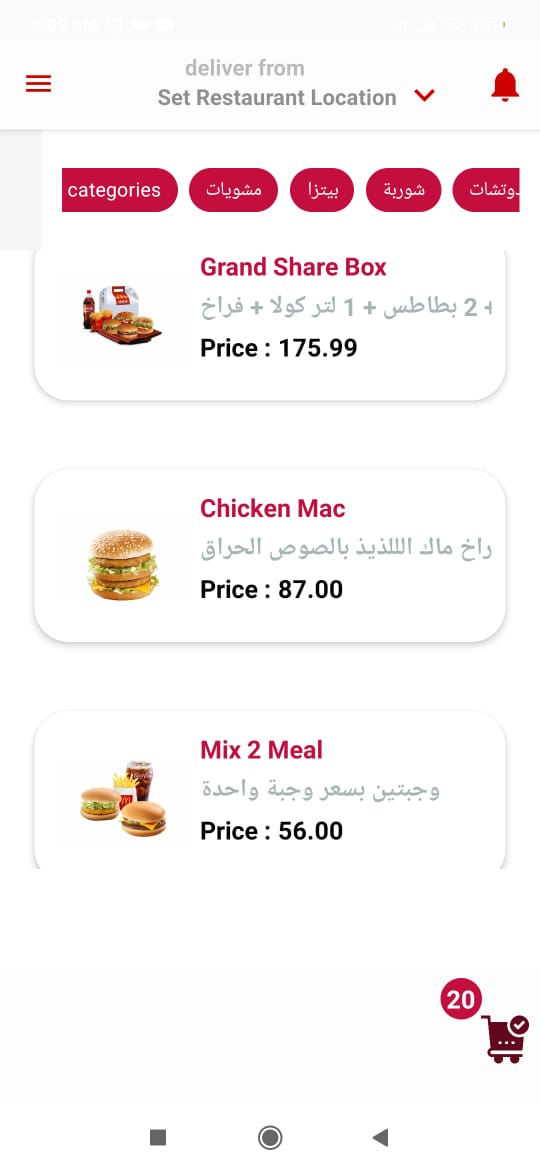 8:09 AM
deliver from
Set Restaurant Location
categories
مشويات
بيتزا
شوربة
دوتشات
Grand Share Box
+ 2 بطاطس + 1 لتر كولا + فراخ
Price : 175.99
Chicken Mac
راخ ماك اللذيذ بالصوص الحراق
Price : 87.00
Mix 2 Meal
وجبتين بسعر وجبة واحدة
Price : 56.00
20